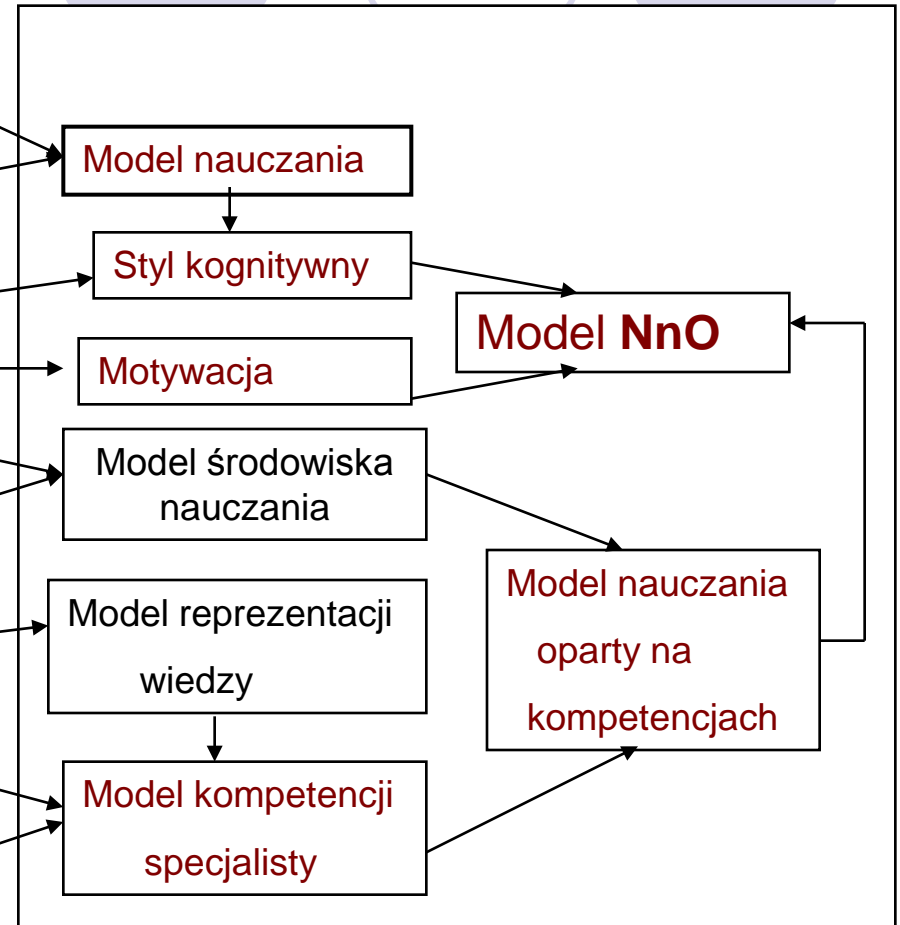 Model nauczania
Styl kognitywny
Model NnO
Motywacja
Model środowiska
nauczania
Model nauczania
oparty na
kompetencjach
Model reprezentacji
wiedzy
Model kompetencji
specjalisty